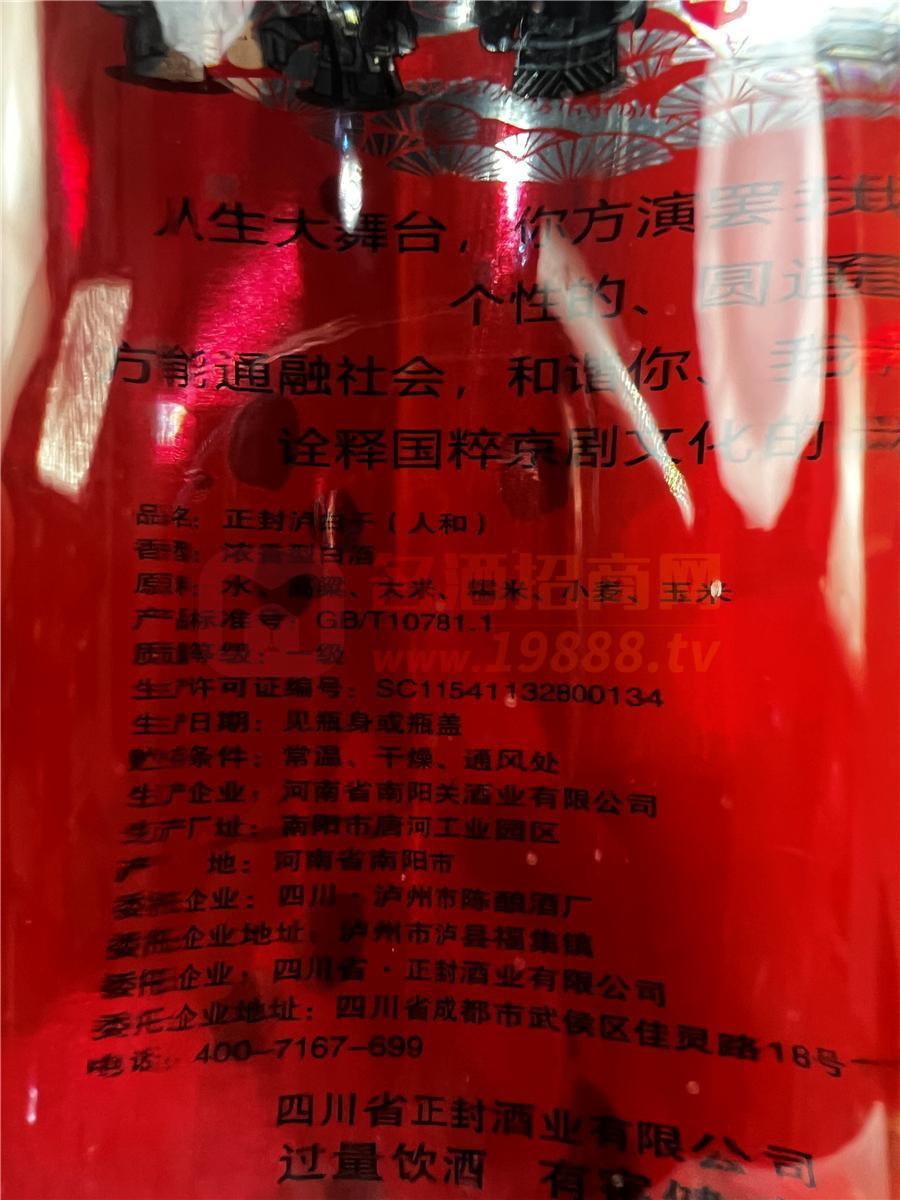 人生大舞台，你方演罢我
个性的、圆通
方能通融社会，和谐你、我
诠释国粹京剧文化的
品名：正封泸白干（人和）
香型：浓香型白酒
原料：水、高粱、大米、糯米、小麦、玉米
产品标准号：GB/T10781.1
质量等级：一级
生产许可证编号：SC11541132800134
生产日期：见瓶身或瓶盖
贮存条件：常温、干燥、通风处
生产企业：河南省南阳关酒业有限公司
生产厂址：南阳市唐河工业园区
产 地：河南省南阳市
委托企业：四川·泸州市陈酿酒厂
委托企业地址：泸州市泸县福集镇
委托企业：四川省·正封酒业有限公司
委托企业地址：四川省成都市武侯区佳灵路18号一
电话：400-7167-699
四川省正封酒业有限公司
过量饮酒 有害健
名酒招商网
www.19888.tv